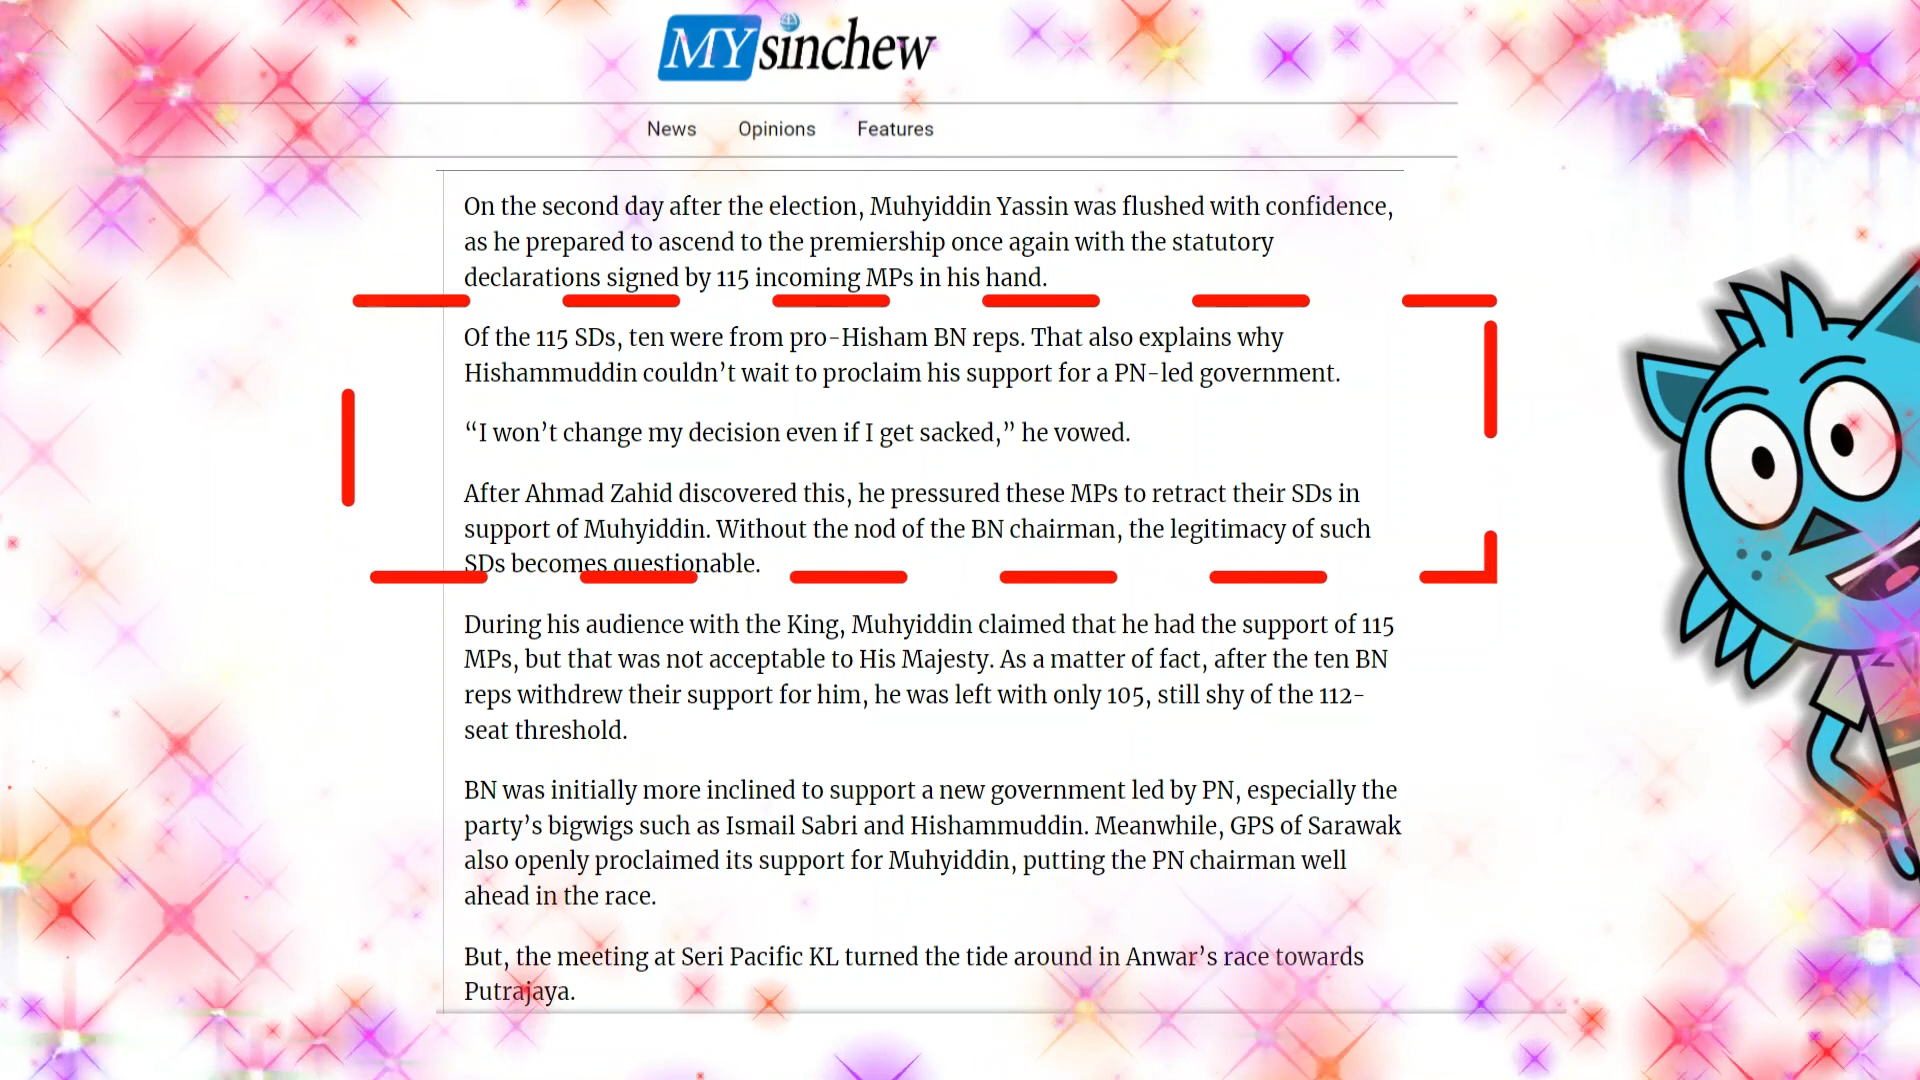 MYsinchew
News Opinions Features
On the second day after the election, Muhyiddin Yassin was flushed with confidence,
as he prepared to ascend to the premiership once again with the statutory
declarations signed by 115 incoming MPs in his hand.
Of the 115 SDs, ten were from pro-Hisham BN reps. That also explains why
Hishammuddin couldn’t wait to proclaim his support for a PN-led government.
“I won’t change my decision even if I get sacked,” he vowed.
After Ahmad Zahid discovered this, he pressured these MPs to retract their SDs in
support of Muhyiddin. Without the nod of the BN chairman, the legitimacy of such
SDs becomes questionable.
During his audience with the King, Muhyiddin claimed that he had the support of 115
MPs, but that was not acceptable to His Majesty. As a matter of fact, after the ten BN
reps withdrew their support for him, he was left with only 105, still shy of the 112-
seat threshold.
BN was initially more inclined to support a new government led by PN, especially the
party’s bigwigs such as Ismail Sabri and Hishammuddin. Meanwhile, GPS of Sarawak
also openly proclaimed its support for Muhyiddin, putting the PN chairman well
ahead in the race.
But, the meeting at Seri Pacific KL turned the tide around in Anwar’s race towards
Putrajaya.